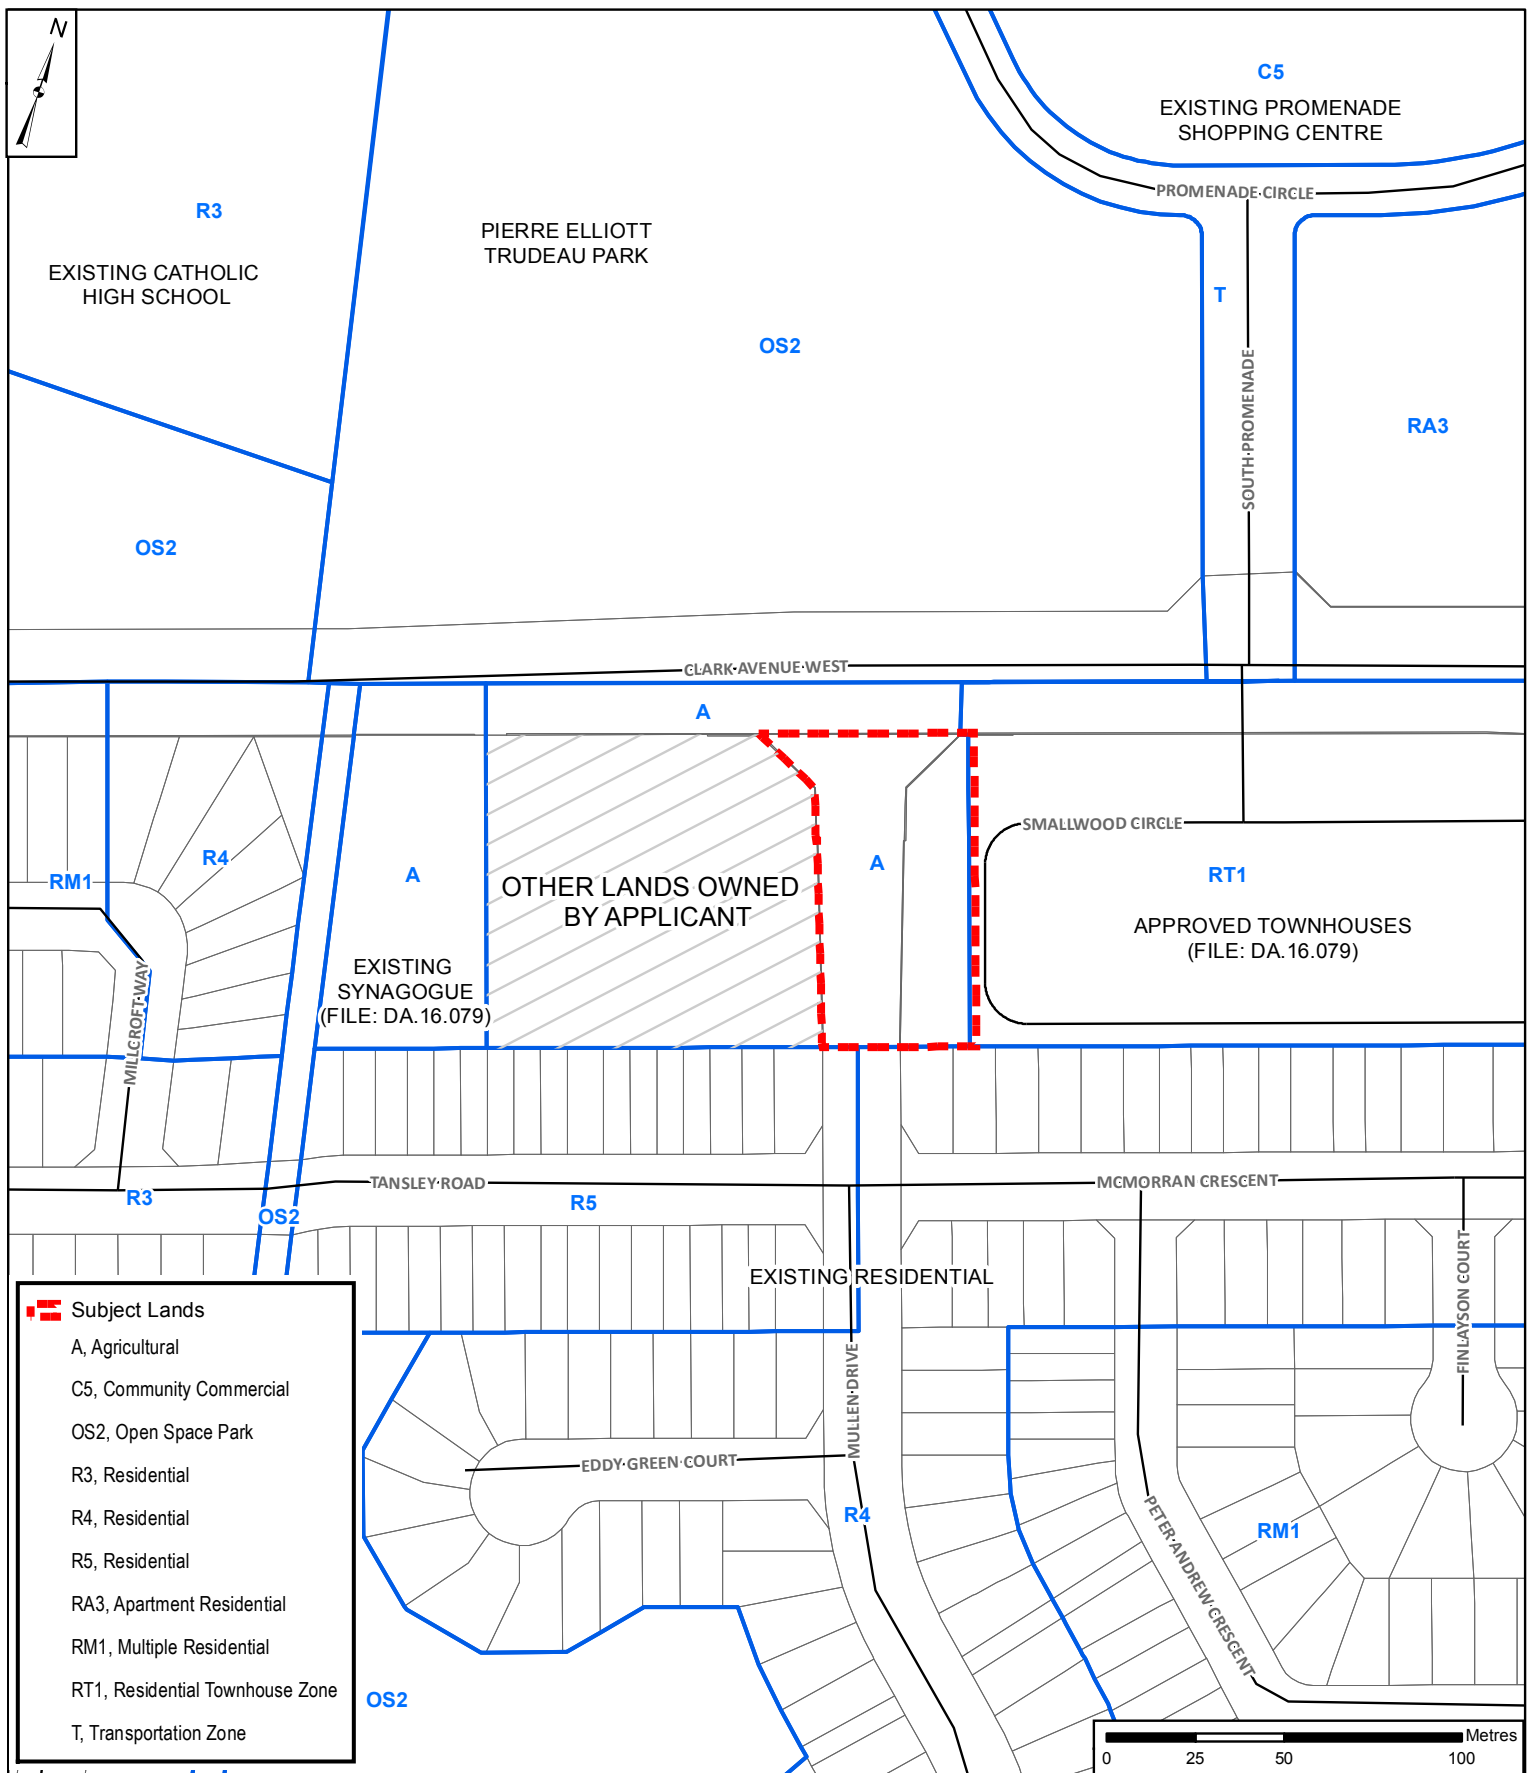 N
C5
EXISTING PROMENADE
SHOPPING CENTRE
PROMENADE CIRCLE
R3
EXISTING CATHOLIC
HIGH SCHOOL
PIERRE ELLIOTT
TRUDEAU PARK
OS2
T
SOUTH PROMENADE
RA3
OS2
CLARK AVENUE WEST
A
SMALLWOOD CIRCLE
R4
RM1
A
OTHER LANDS OWNED
BY APPLICANT
A
RT1
APPROVED TOWNHOUSES
(FILE: DA.16.079)
EXISTING
SYNAGOGUE
(FILE: DA.16.079)
MILLCROFT WAY
TANSLEY ROAD
MCMORRAN CRESCENT
R3
OS2
R5
EXISTING RESIDENTIAL
FINLAYSON COURT
MULLEN DRIVE
EDDY GREEN COURT
R4
PETER ANDREW CRESCENT
RM1
OS2
Subject Lands
A, Agricultural
C5, Community Commercial
OS2, Open Space Park
R3, Residential
R4, Residential
R5, Residential
RA3, Apartment Residential
RM1, Multiple Residential
RT1, Residential Townhouse Zone
T, Transportation Zone
Metres
0 25 50 100